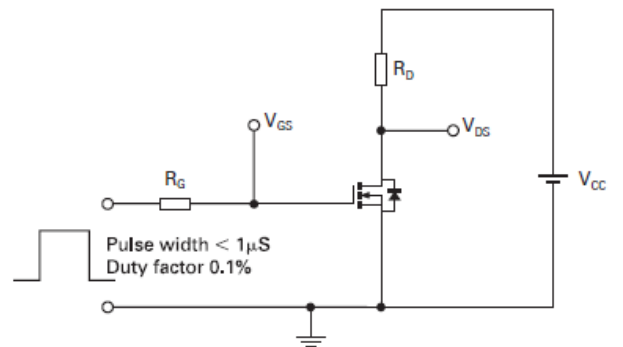 R_D
V_GS
V_DS
R_G
V_CC
Pulse width < 1μS
Duty factor 0.1%